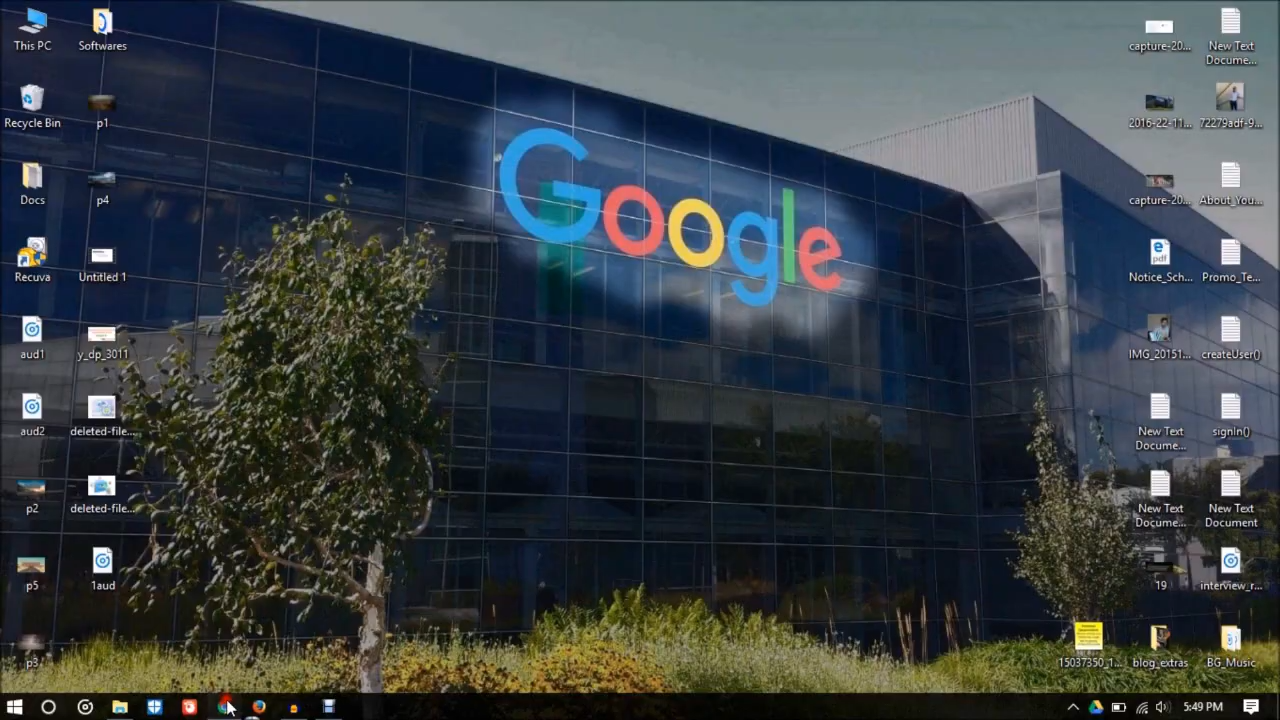 This PC
Softwares
Recycle Bin
p1
Docs
p4
Recuva
Untitled 1
aud1
y_dp_3011
aud2
deleted-file...
p2
deleted-file...
p5
1aud
p3
Google
capture-20...
New Text
Docume...
2016-22-11...
72279adf-9...
capture-20...
About_You...
Notice_Sch...
Promo_Te...
IMG_20151...
createUser()
New Text
Docume...
signIn()
New Text
Docume...
New Text
Document
19
interview_r...
15037350_1...
blog_extras
BG_Music
5:49 PM